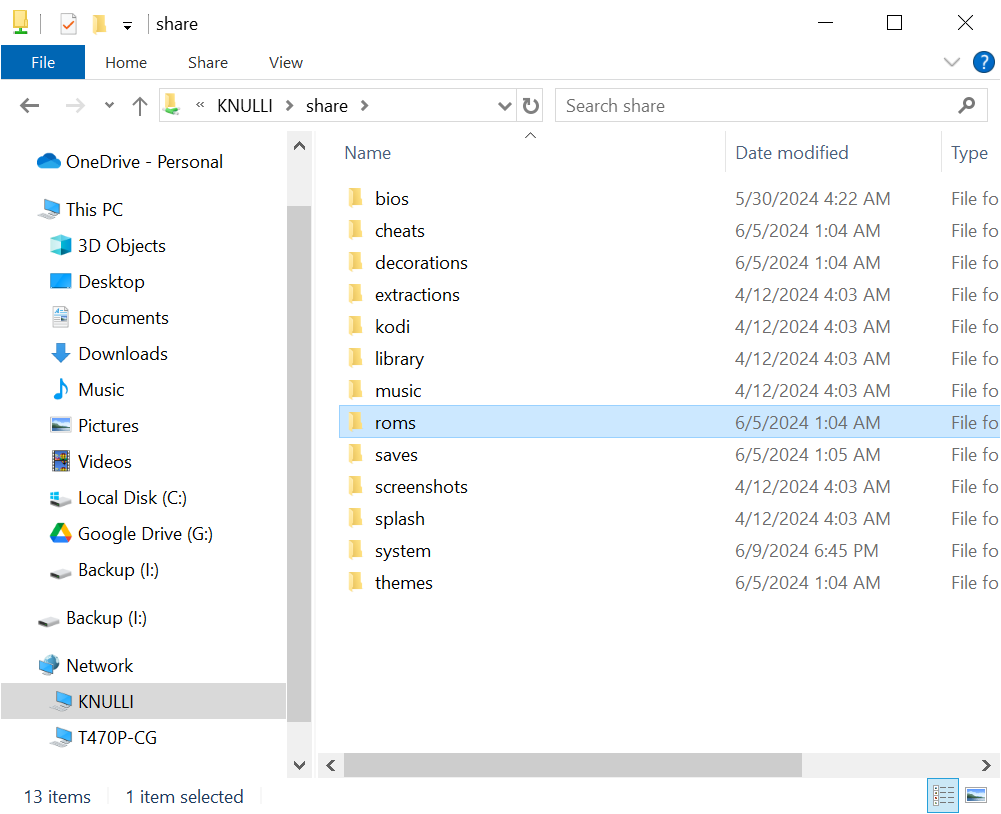 share
File Home Share View
« KNULLI share Search share
OneDrive - Personal
This PC
3D Objects
Desktop
Documents
Downloads
Music
Pictures
Videos
Local Disk (C:)
Google Drive (G:)
Backup (I:)
Backup (I:)
Network
KNULLI
T470P-CG
Name Date modified Type
bios 5/30/2024 4:22 AM File fo
cheats 6/5/2024 1:04 AM File fo
decorations 6/5/2024 1:04 AM File fo
extractions 4/12/2024 4:03 AM File fo
kodi 4/12/2024 4:03 AM File fo
library 4/12/2024 4:03 AM File fo
music 4/12/2024 4:03 AM File fo
roms 6/5/2024 1:04 AM File fo
saves 6/5/2024 1:05 AM File fo
screenshots 4/12/2024 4:03 AM File fo
splash 4/12/2024 4:03 AM File fo
system 6/9/2024 6:45 PM File fo
themes 6/5/2024 1:04 AM File fo
13 items 1 item selected